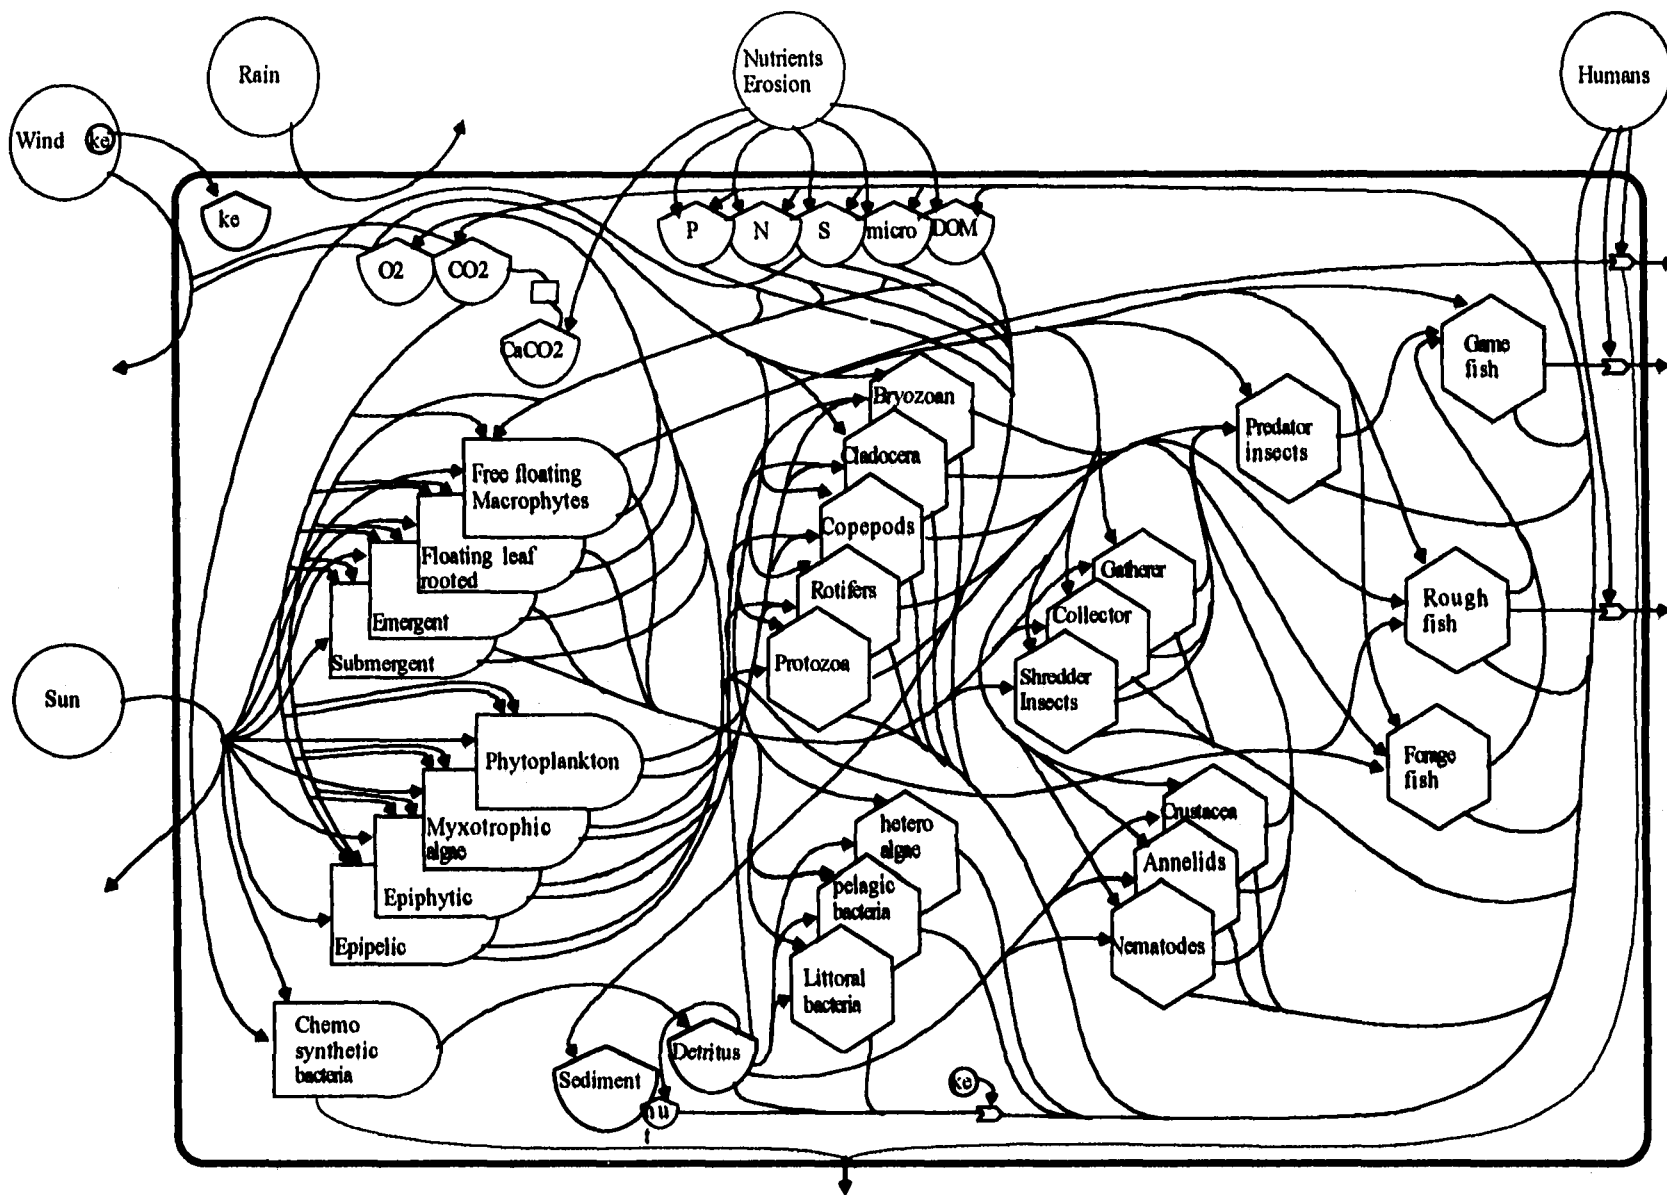 Rain
Nutrients
Erosion
Humans
Wind
ke
ke
P
N
S
micro
DOM
O2
CO2
CaCO2
Game
fish
Bryozoan
Predator
insects
Cladocera
Free floating
Macrophytes
Copepods
Floating leaf
rooted
Gatherer
Rotifers
Collector
Rough
fish
Emergent
Submergent
Protozoa
Shredder
Insects
Sun
Phytoplankton
Forage
fish
Myxotrophic
algae
hetero
algae
Crustacea
Annelids
Epiphytic
pelagic
bacteria
Epipelic
Nematodes
Littoral
bacteria
Chemo
synthetic
bacteria
Detritus
Sediment
ke
nu
t